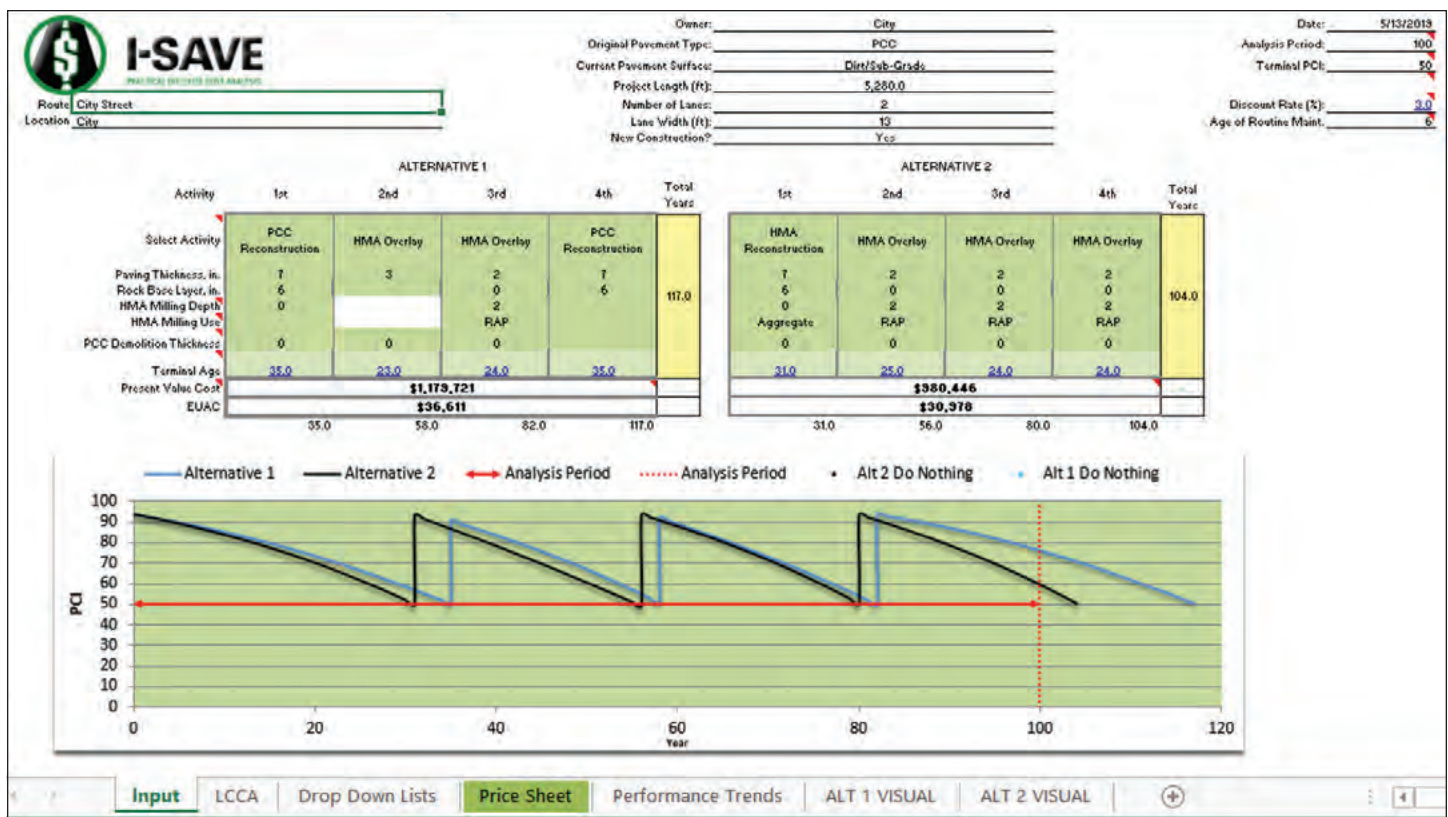 I-SAVE
Owner: City Date: 5/13/2013
Original Pavement Type: PCC Analysis Period: 100
Current Pavement Surface: Dirt/Sub-Grade Terminal PCI: 50
Project Length (ft): 5,280.0
Route City Street Number of Lanes: 2 Discount Rate (%): 3.0
Location City Lane Width (ft): 13 Age of Routine Maint. 6
New Construction? Yes
ALTERNATIVE 1 ALTERNATIVE 2
Activity 1st 2nd 3rd 4th Total Years 1st 2nd 3rd 4th Total Years
Select Activity PCC Reconstruction HMA Overlay HMA Overlay PCC Reconstruction HMA Reconstruction HMA Overlay HMA Overlay HMA Overlay
Paving Thickness, in. 7 3 2 7 7 2 2 2
Rock Base Layer, in. 6 0 6 6 0 0 0
117.0 104.0
HMA Milling Depth 0 2 0 2 2 2
HMA Milling Use RAP Aggregate RAP RAP RAP
PCC Demolition Thickness 0 0 0 0 0 0 0
Terminal Age 35.0 23.0 24.0 35.0 31.0 25.0 24.0 24.0
Present Value Cost $1,179,721 $980,446
EUAC $36,611 $30,978
35.0 58.0 82.0 117.0 31.0 56.0 80.0 104.0
Alternative 1 Alternative 2 Analysis Period Analysis Period Alt 2 Do Nothing Alt 1 Do Nothing
100
90
80
70
60
50
40
30
20
10
0
PCI
0 20 40 60 80 100 120
Year
Input LCCA Drop Down Lists Price Sheet Performance Trends ALT 1 VISUAL ALT 2 VISUAL